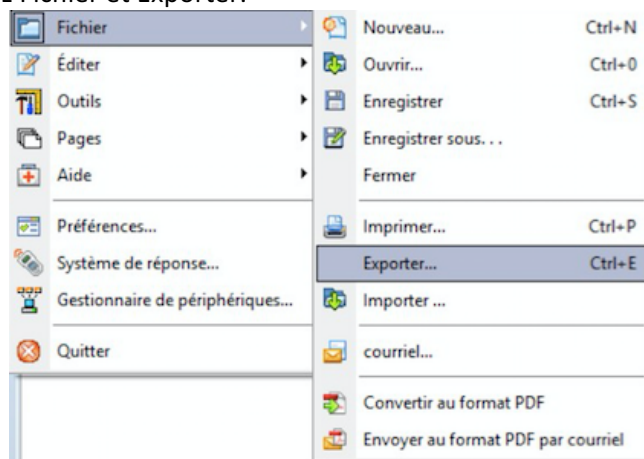 Fichier et Exporter.
Fichier
Éditer
Outils
Pages
Aide
Préférences...
Système de réponse...
Gestionnaire de périphériques...
Quitter
Nouveau... Ctrl+N
Ouvrir... Ctrl+0
Enregistrer Ctrl+S
Enregistrer sous. . .
Fermer
Imprimer... Ctrl+P
Exporter... Ctrl+E
Importer ...
courriel...
Convertir au format PDF
Envoyer au format PDF par courriel